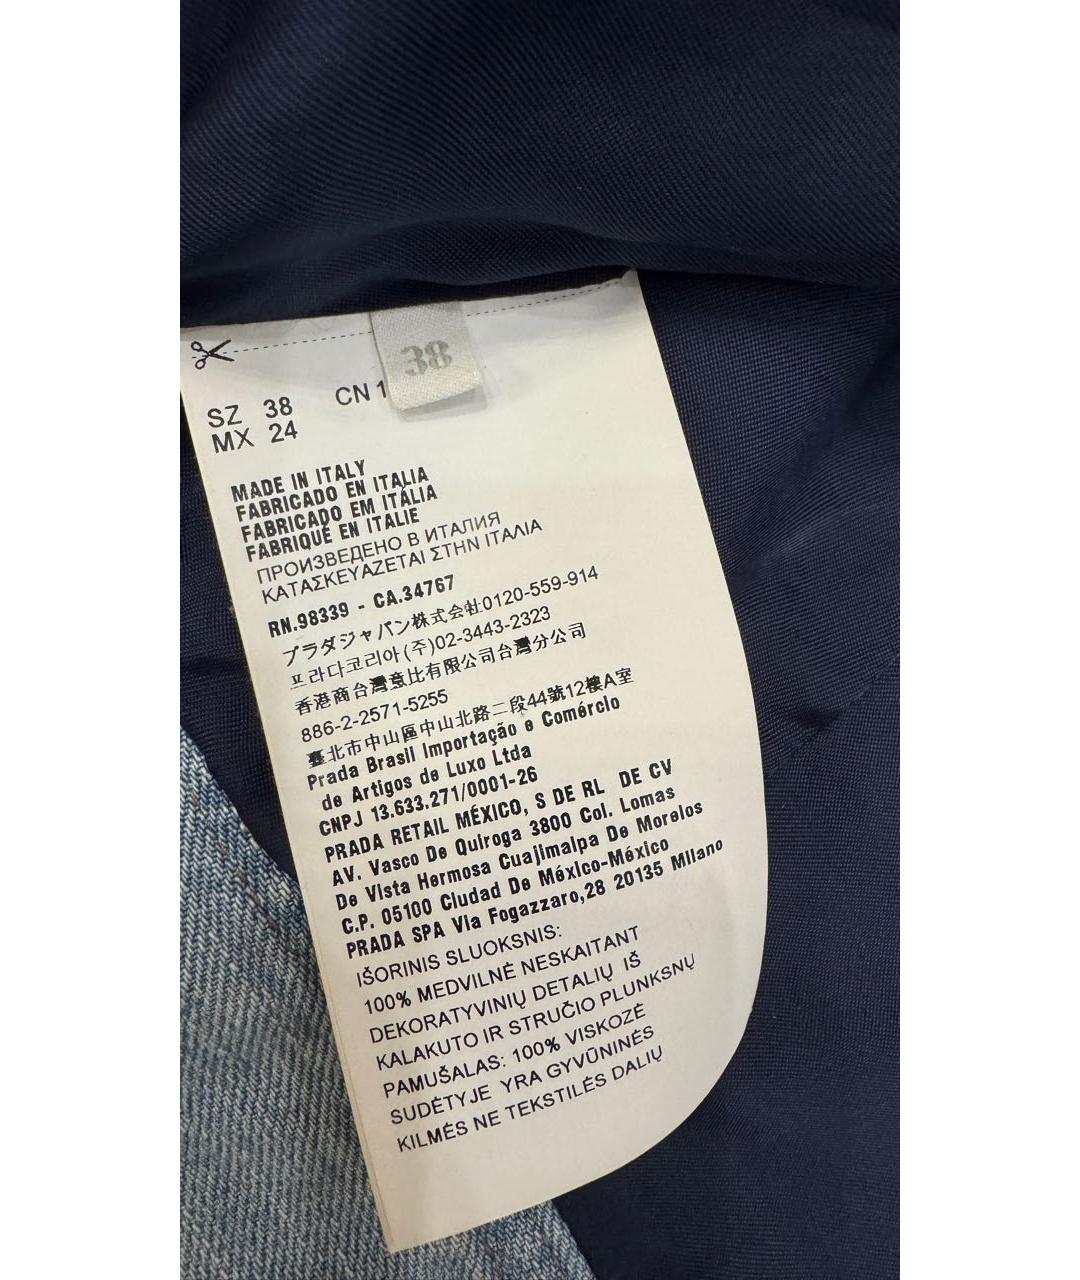 38
SZ 38 CN 1
MX 24
MADE IN ITALY
FABRICADO EN ITALIA
FABRICADO EM ITÁLIA
FABRIQUÉ EN ITALIE
ПРОИЗВЕДЕНО В ИТАЛИЯ
ΚΑΤΑΣΚΕΥΑΖΕΤΑΙ ΣΤΗΝ ΙΤΑΛΙΑ
RN.98339 - CA.34767
プラダジャパン株式会社0120-559-914
프라다코리아(주)02-3443-2323
香港商台灣意比有限公司台灣分公司
886-2-2571-5255
臺北市中山區中山北路二段44號12樓A室
Prada Brasil Importação e Comércio
de Artigos de Luxo Ltda
CNPJ 13.633.271/0001-26
PRADA RETAIL MÉXICO, S DE RL DE CV
AV. Vasco De Quiroga 3800 Col. Lomas
De Vista Hermosa Cuajimalpa De Morelos
C.P. 05100 Ciudad De México-México
PRADA SPA Via Fogazzaro,28 20135 Milano
IŠORINIS SLUOKSNIS:
100% MEDVILNĖ NESKAITANT
DEKORATYVINIŲ DETALIŲ IŠ
KALAKUTO IR STRUČIO PLUNKSNŲ
PAMUŠALAS: 100% VISKOZĖ
SUDĖTYJE YRA GYVŪNINĖS
KILMĖS NE TEKSTILĖS DALIŲ